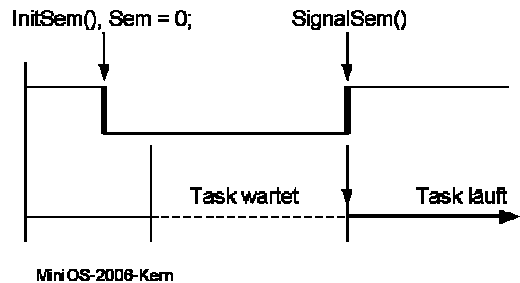 InitSem(), Sem = 0; SignalSem()
Task wartet Task läuft
MiniOS-2006-Kern